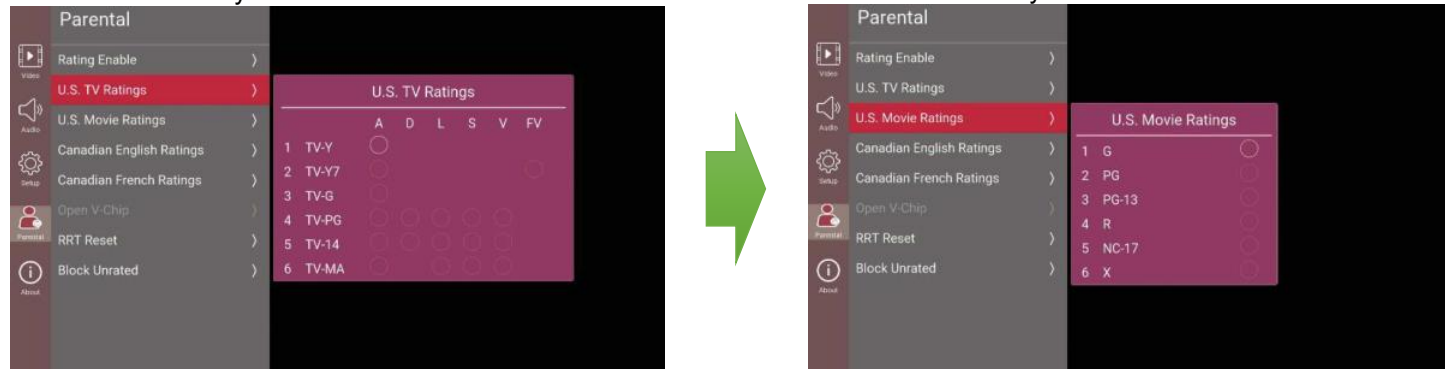 Parental
Rating Enable
U.S. TV Ratings
U.S. Movie Ratings
Canadian English Ratings
Canadian French Ratings
Open V-Chip
RRT Reset
Block Unrated
Video
Audio
Setup
Parental
About
U.S. TV Ratings
A D L S V FV
1 TV-Y
2 TV-Y7
3 TV-G
4 TV-PG
5 TV-14
6 TV-MA
Parental
Rating Enable
U.S. TV Ratings
U.S. Movie Ratings
Canadian English Ratings
Canadian French Ratings
Open V-Chip
RRT Reset
Block Unrated
Video
Audio
Setup
Parental
About
U.S. Movie Ratings
1 G
2 PG
3 PG-13
4 R
5 NC-17
6 X